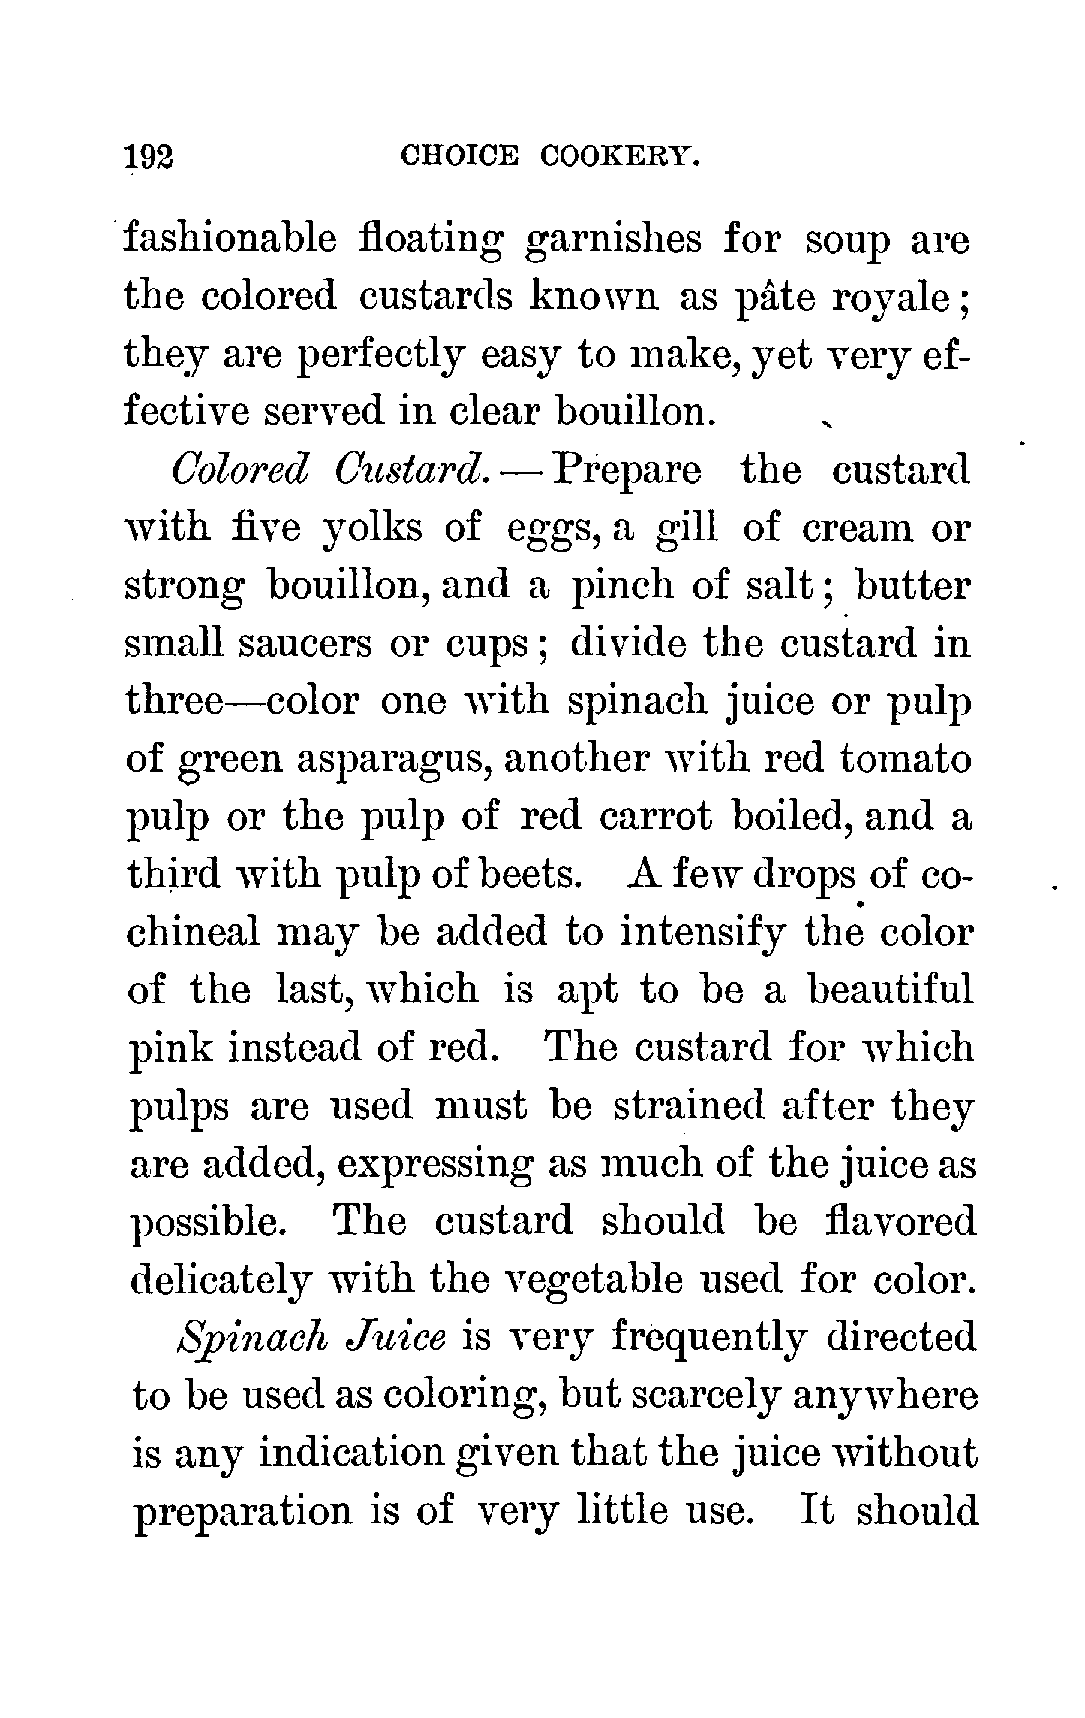 192 CHOICE COOKERY.
fashionable floating garnishes for soup are
the colored custards known as pâte royale;
they are perfectly easy to make, yet very ef-
fective served in clear bouillon.
Colored Custard. — Prepare the custard
with five yolks of eggs, a gill of cream or
strong bouillon, and a pinch of salt; butter
small saucers or cups; divide the custard in
three—color one with spinach juice or pulp
of green asparagus, another with red tomato
pulp or the pulp of red carrot boiled, and a
third with pulp of beets. A few drops of co-
chineal may be added to intensify the color
of the last, which is apt to be a beautiful
pink instead of red. The custard for which
pulps are used must be strained after they
are added, expressing as much of the juice as
possible. The custard should be flavored
delicately with the vegetable used for color.
Spinach Juice is very frequently directed
to be used as coloring, but scarcely anywhere
is any indication given that the juice without
preparation is of very little use. It should